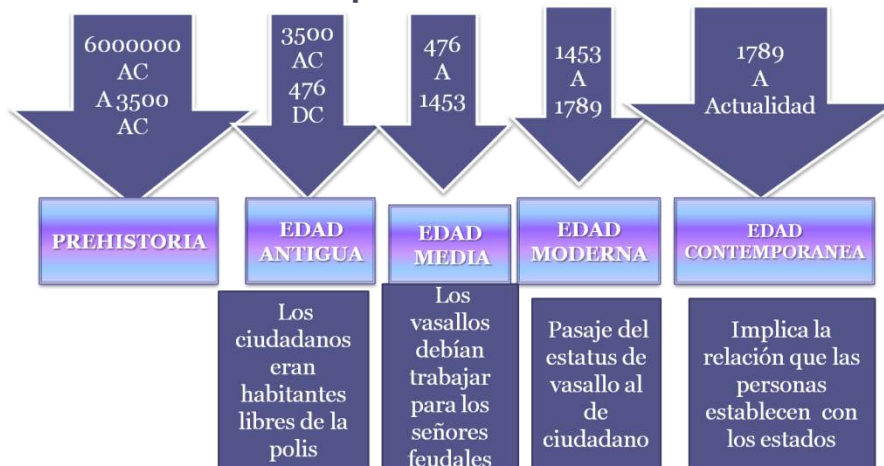 6000000
AC
A 3500
AC
3500
AC
476
DC
476
A
1453
1453
A
1789
1789
A
Actualidad
PREHISTORIA
EDAD
ANTIGUA
EDAD
MEDIA
EDAD
MODERNA
EDAD
CONTEMPORANEA
Los
ciudadanos
eran
habitantes
libres de la
polis
Los
vasallos
debían
trabajar
para los
señores
feudales
Pasaje del
estatus de
vasallo al
de
ciudadano
Implica la
relación que las
personas
establecen con
los estados